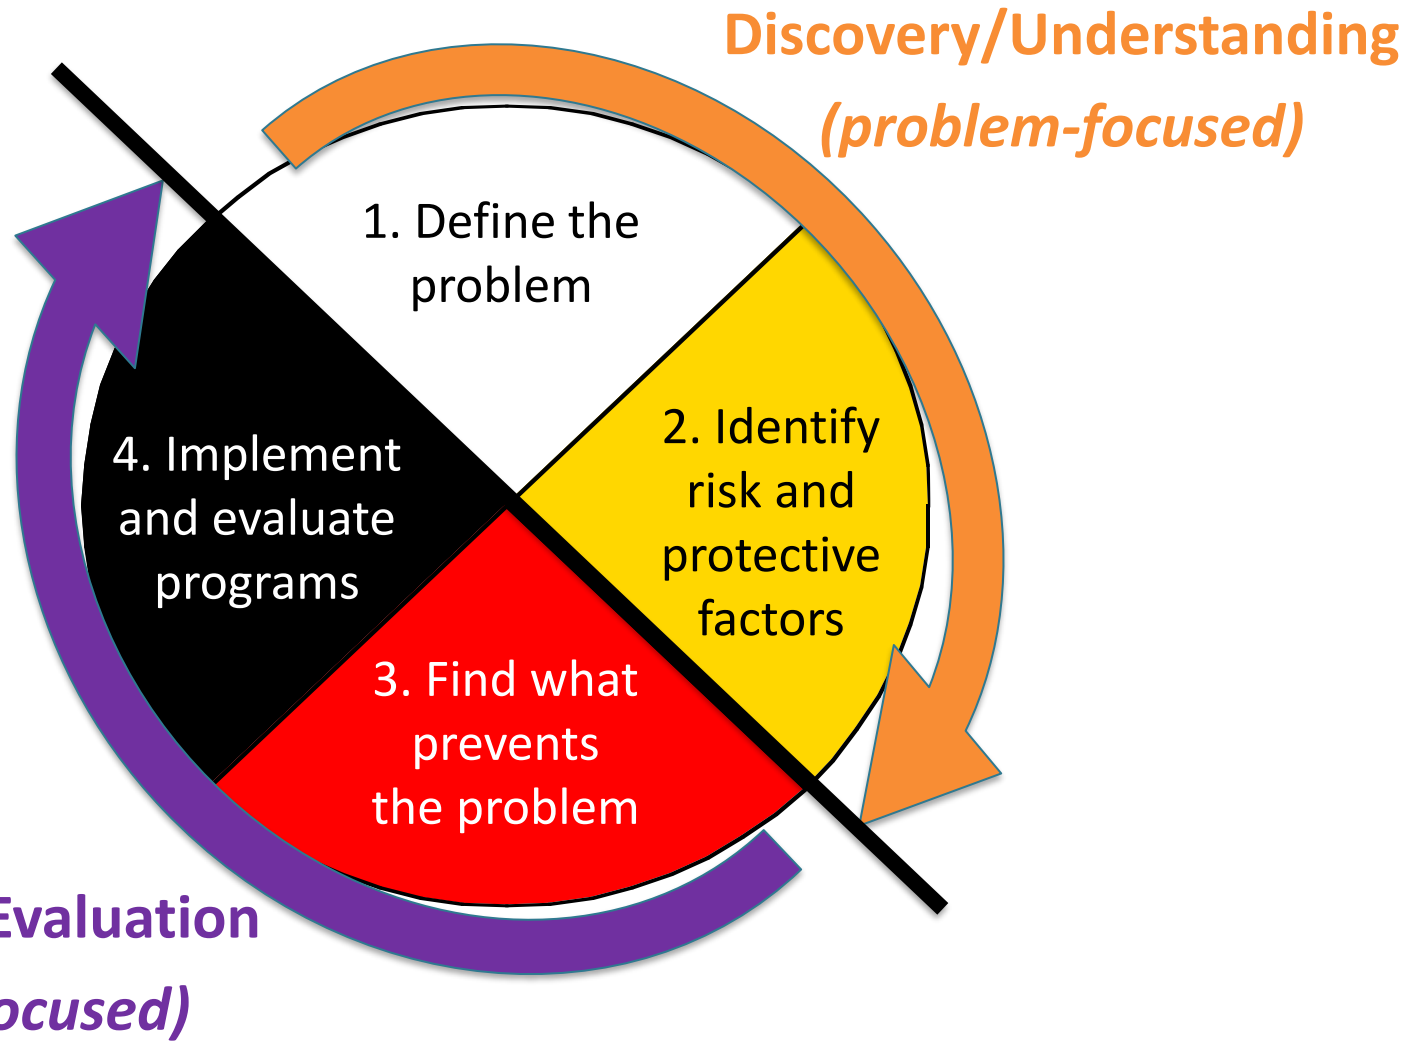 Discovery/Understanding
(problem-focused)
1. Define the
problem
2. Identify
risk and
protective
factors
3. Find what
prevents
the problem
4. Implement
and evaluate
programs
Evaluation
ocused)